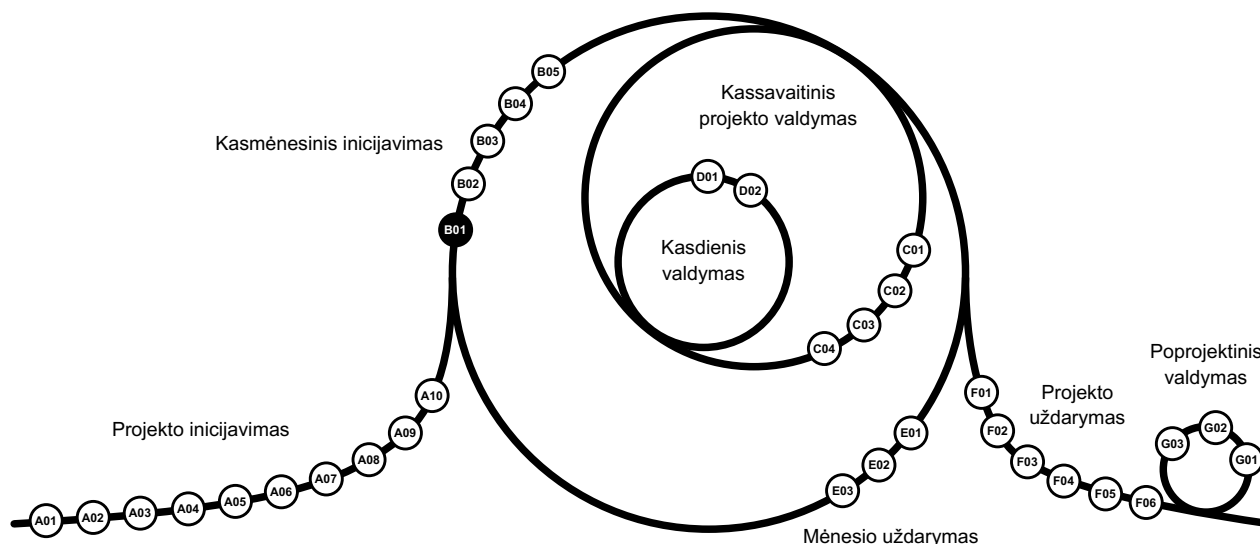 B05
B04
B03
B02
B01
Kasmėnesinis inicijavimas
Kassavaitinis
projekto valdymas
D01
D02
Kasdienis
valdymas
C01
C02
C03
C04
A10
A09
A08
A07
A06
A05
A04
A03
A02
A01
Projekto inicijavimas
E01
E02
E03
Mėnesio uždarymas
F01
F02
F03
F04
F05
F06
Projekto
uždarymas
Poprojektinis
valdymas
G03
G02
G01